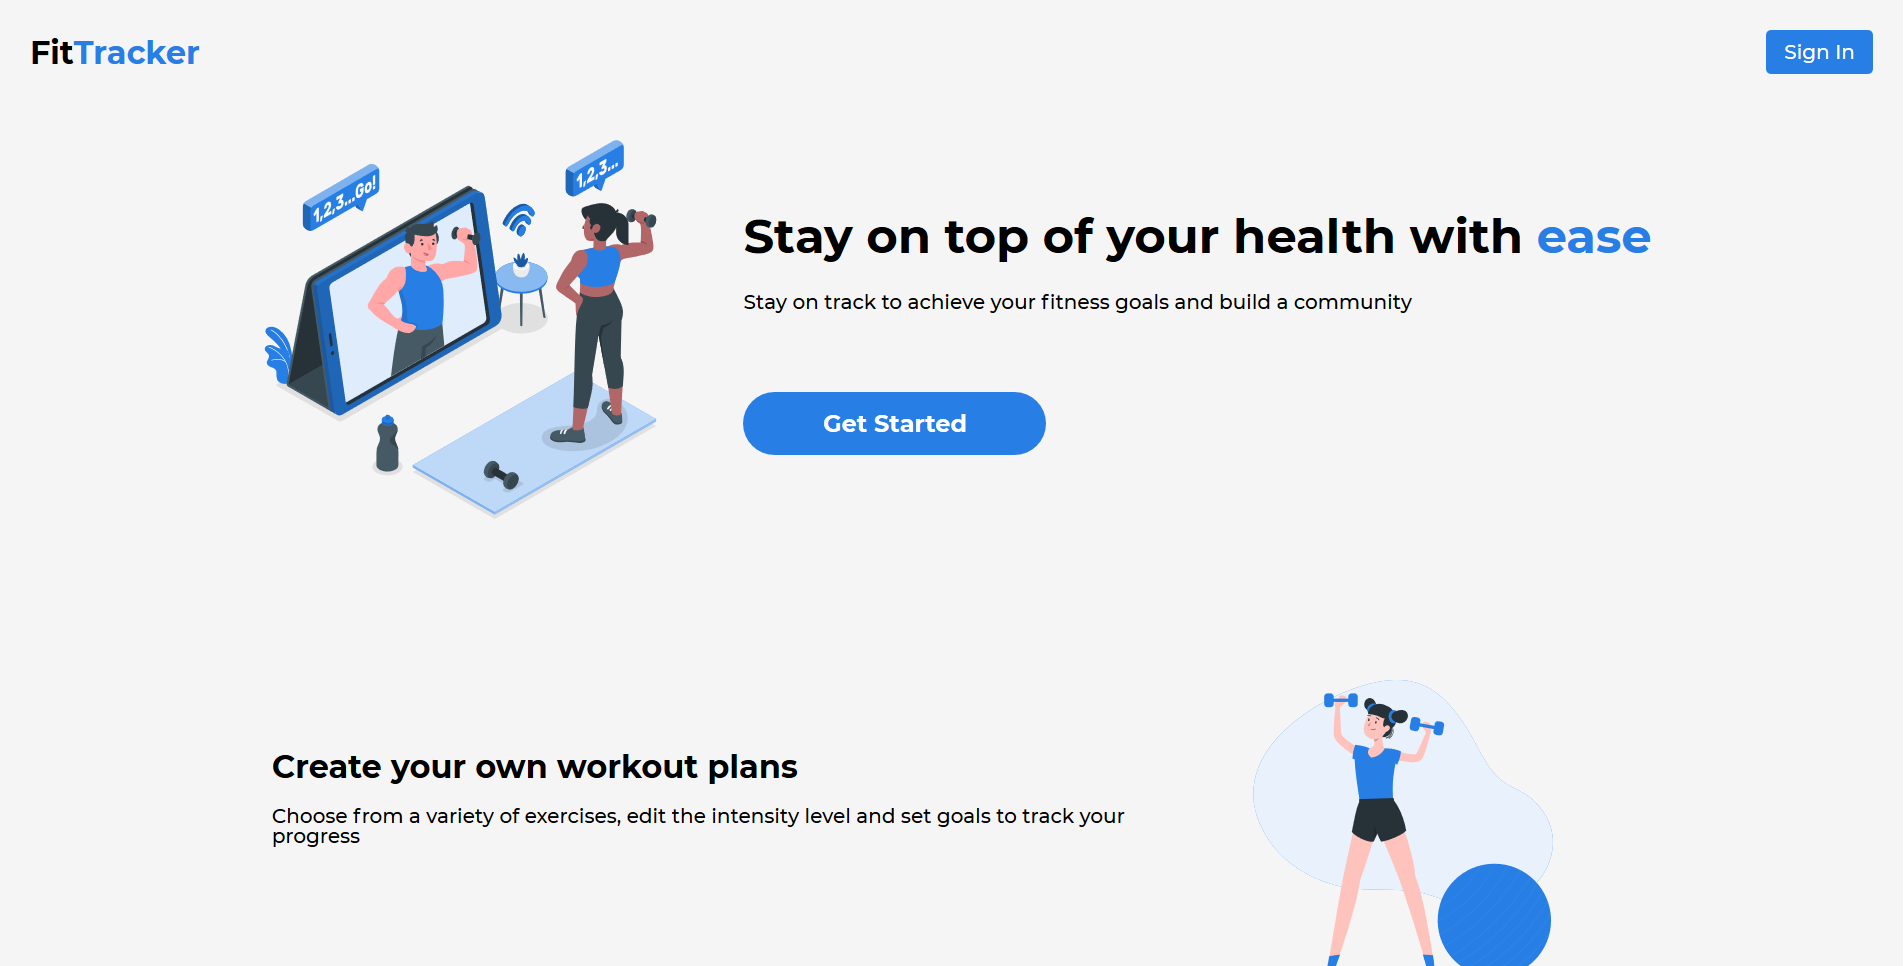 FitTracker
Sign In
1,2,3...Go!
1,2,3...
Stay on top of your health with ease
Stay on track to achieve your fitness goals and build a community
Get Started
Create your own workout plans
Choose from a variety of exercises, edit the intensity level and set goals to track your
progress